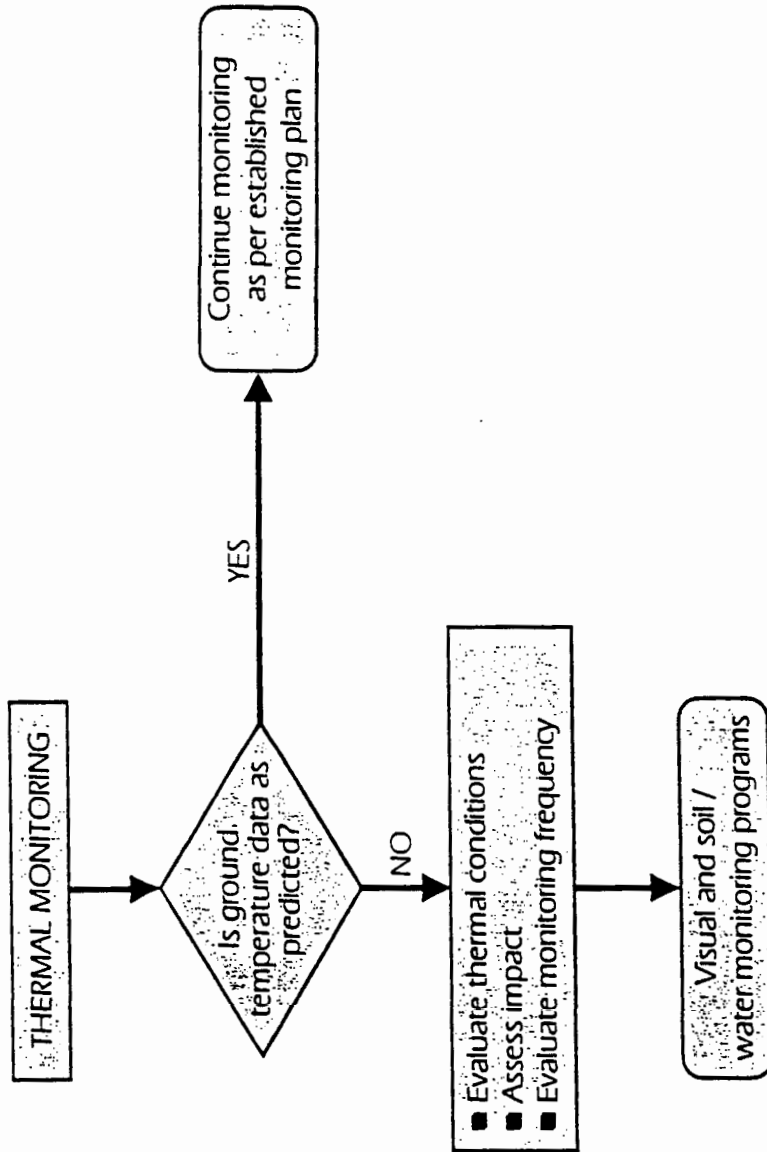 THERMAL MONITORING
Is ground
temperature data as
predicted?
YES
Continue monitoring
as per established
monitoring plan
NO
■ Evaluate thermal conditions
■ Assess impact
■ Evaluate monitoring frequency
Visual and soil /
water monitoring programs